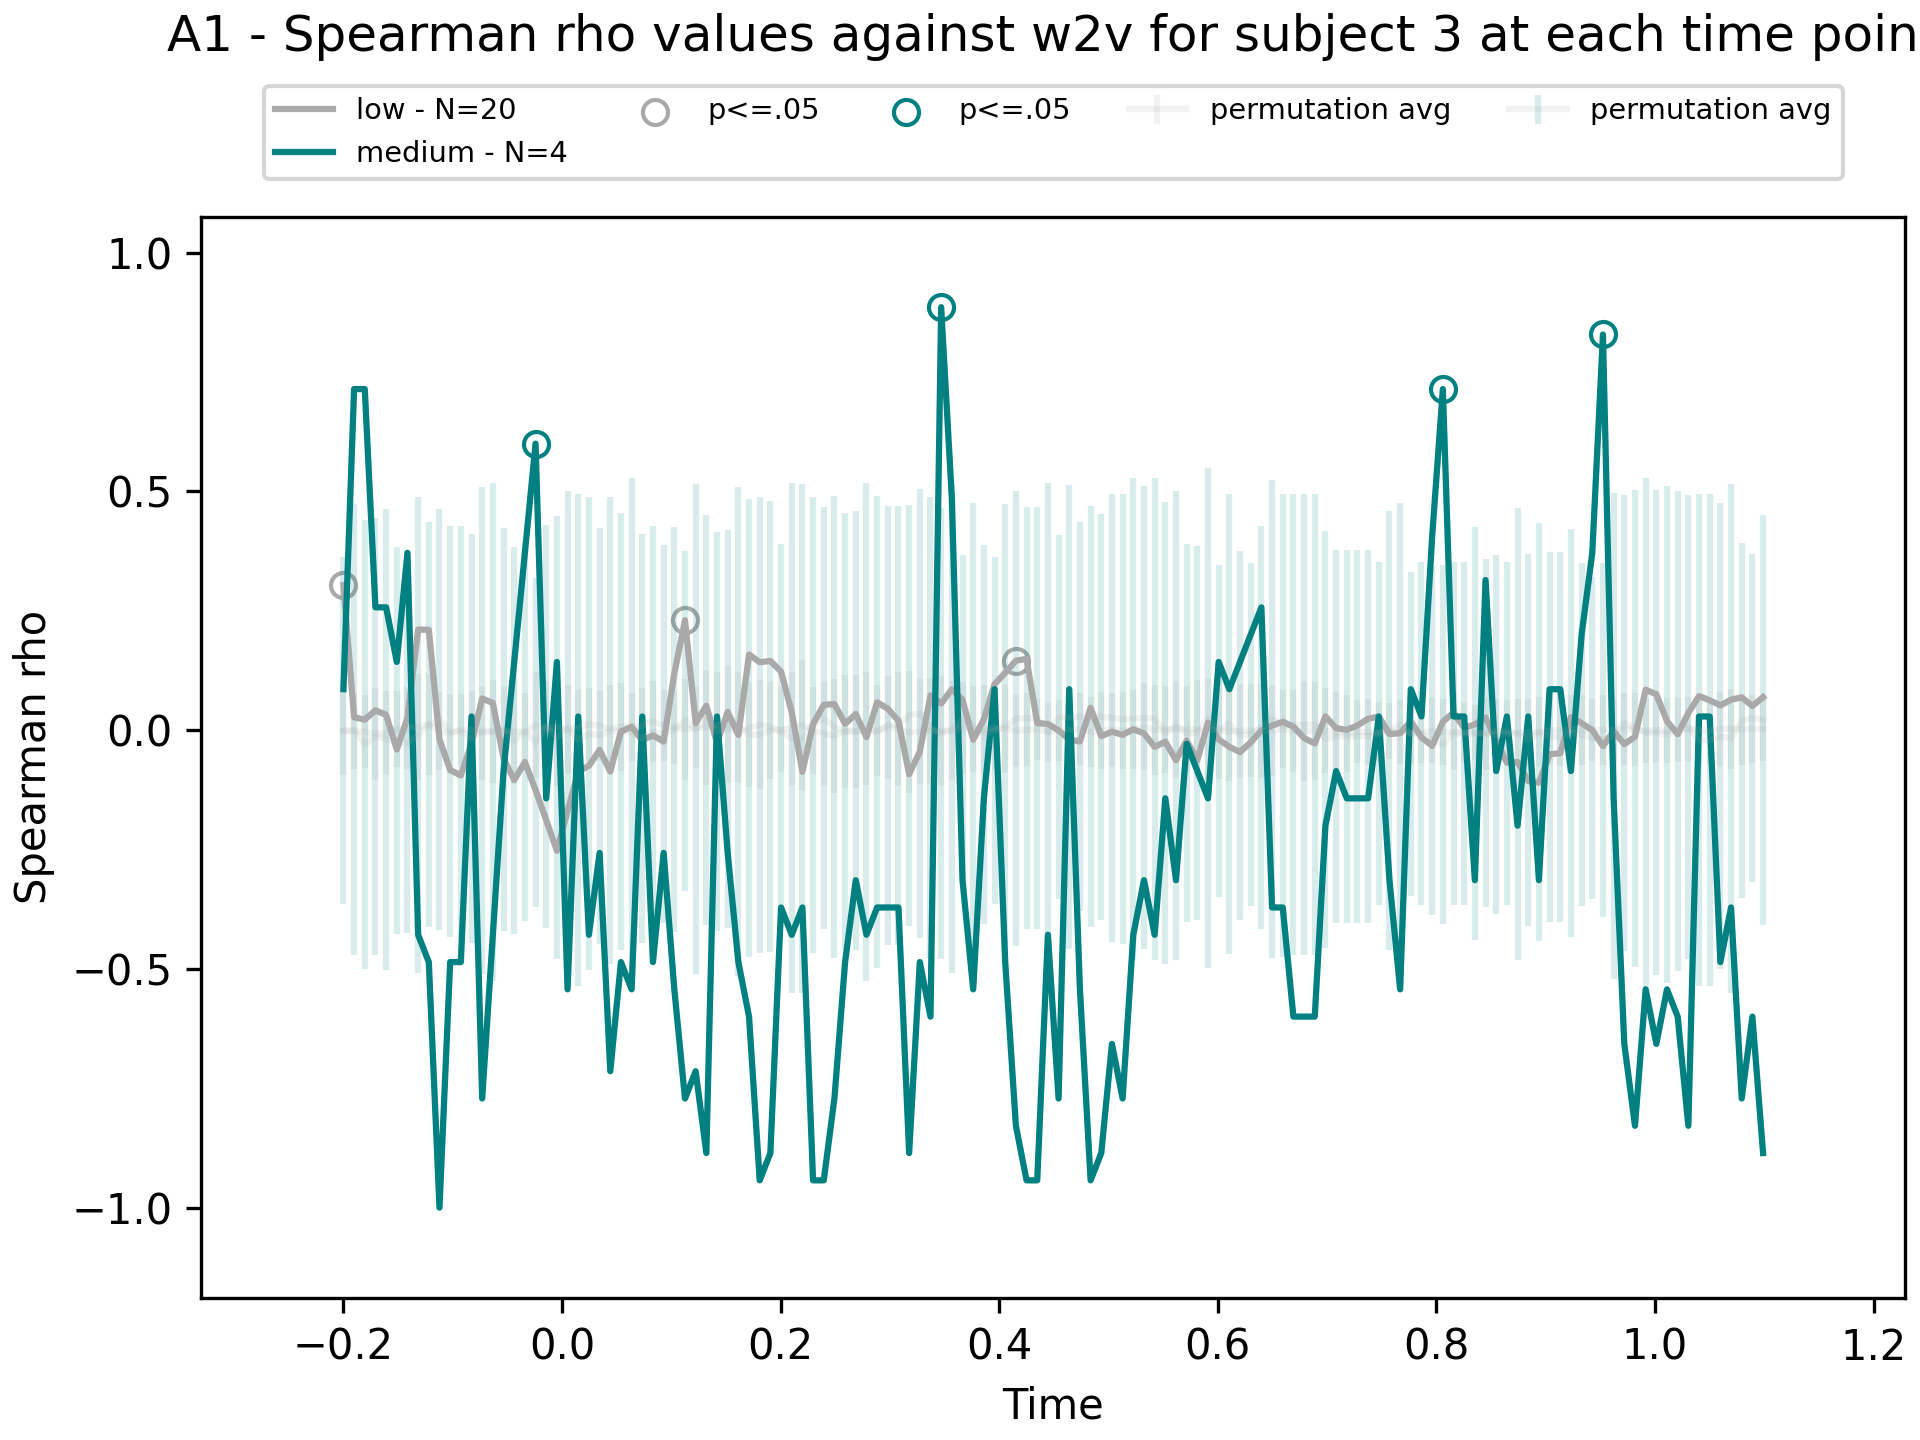 A1 - Spearman rho values against w2v for subject 3 at each time poin
low - N=20
medium - N=4
p<=.05
p<=.05
permutation avg
permutation avg
Spearman rho
1.0
0.5
0.0
−0.5
−1.0
−0.2 0.0 0.2 0.4 0.6 0.8 1.0 1.2
Time